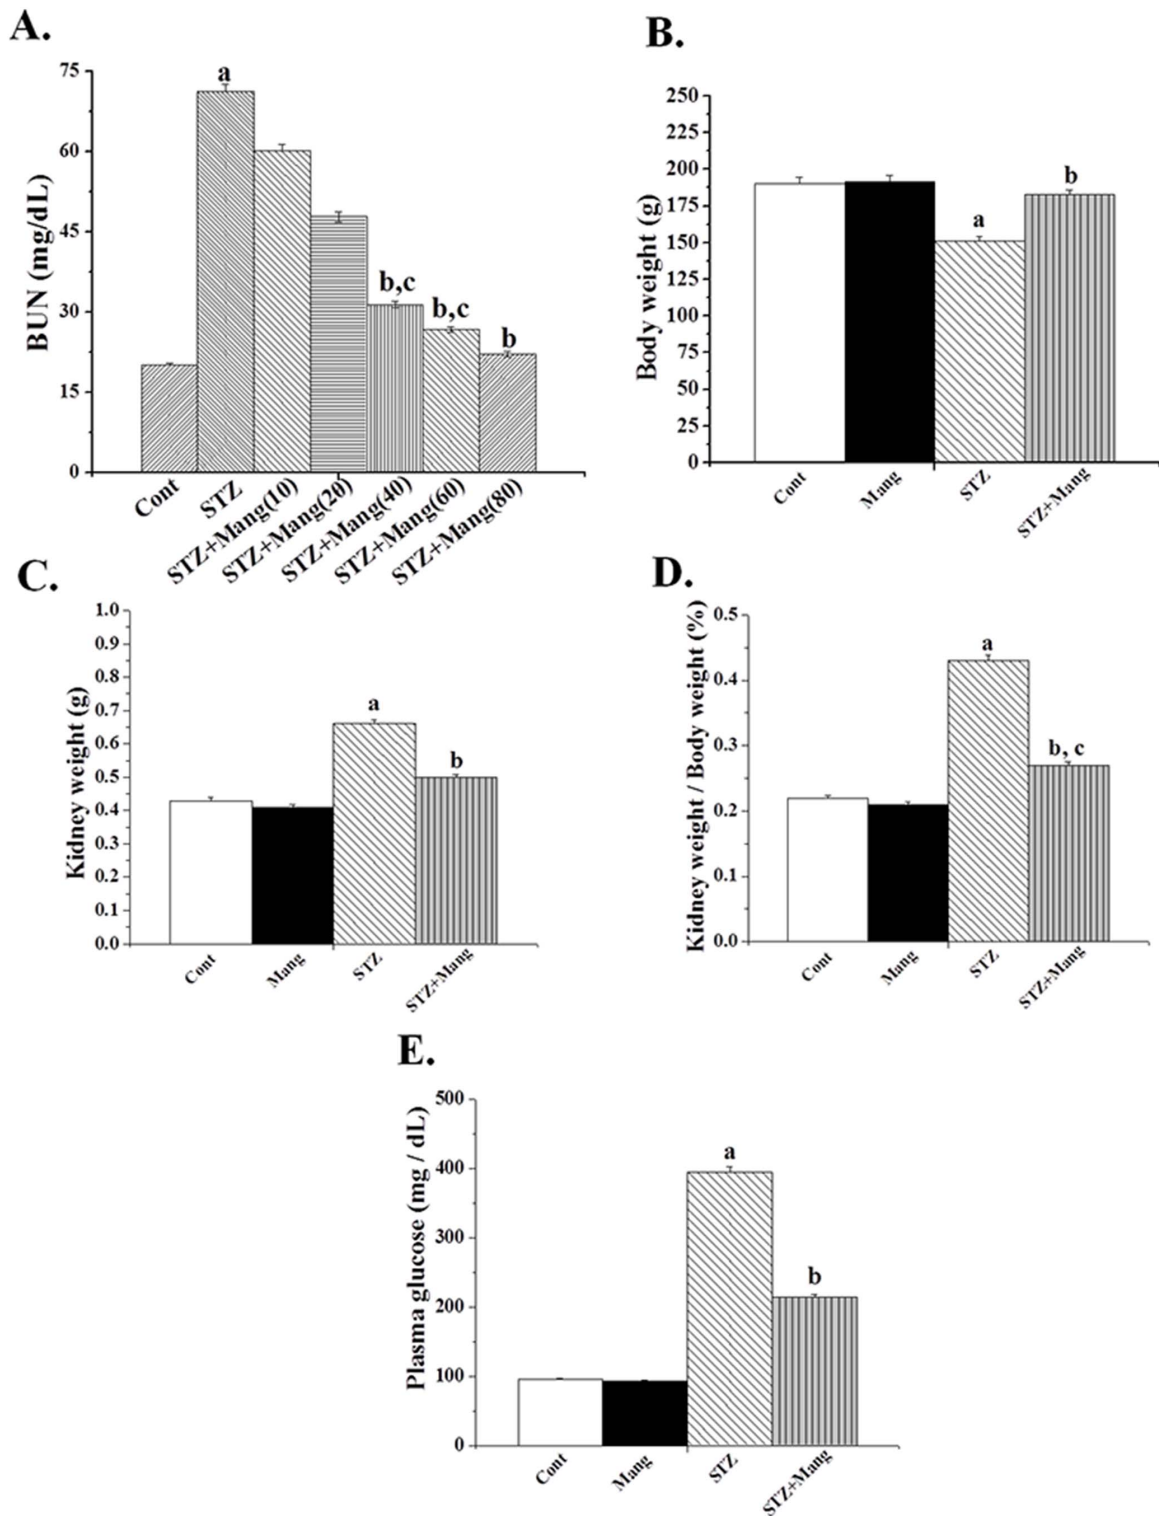 A.
BUN (mg/dL)
75
60
45
30
15
0
a
b,c
b,c
b
Cont
STZ
STZ+Mang(10)
STZ+Mang(20)
STZ+Mang(40)
STZ+Mang(60)
STZ+Mang(80)
B.
Body weight (g)
250
225
200
175
150
125
100
75
50
25
0
a
b
Cont
Mang
STZ
STZ+Mang
C.
Kidney weight (g)
1.0
0.9
0.8
0.7
0.6
0.5
0.4
0.3
0.2
0.1
0.0
a
b
Cont
Mang
STZ
STZ+Mang
D.
Kidney weight / Body weight (%)
0.5
0.4
0.3
0.2
0.1
0.0
a
b, c
Cont
Mang
STZ
STZ+Mang
E.
Plasma glucose (mg / dL)
500
400
300
200
100
0
a
b
Cont
Mang
STZ
STZ+Mang